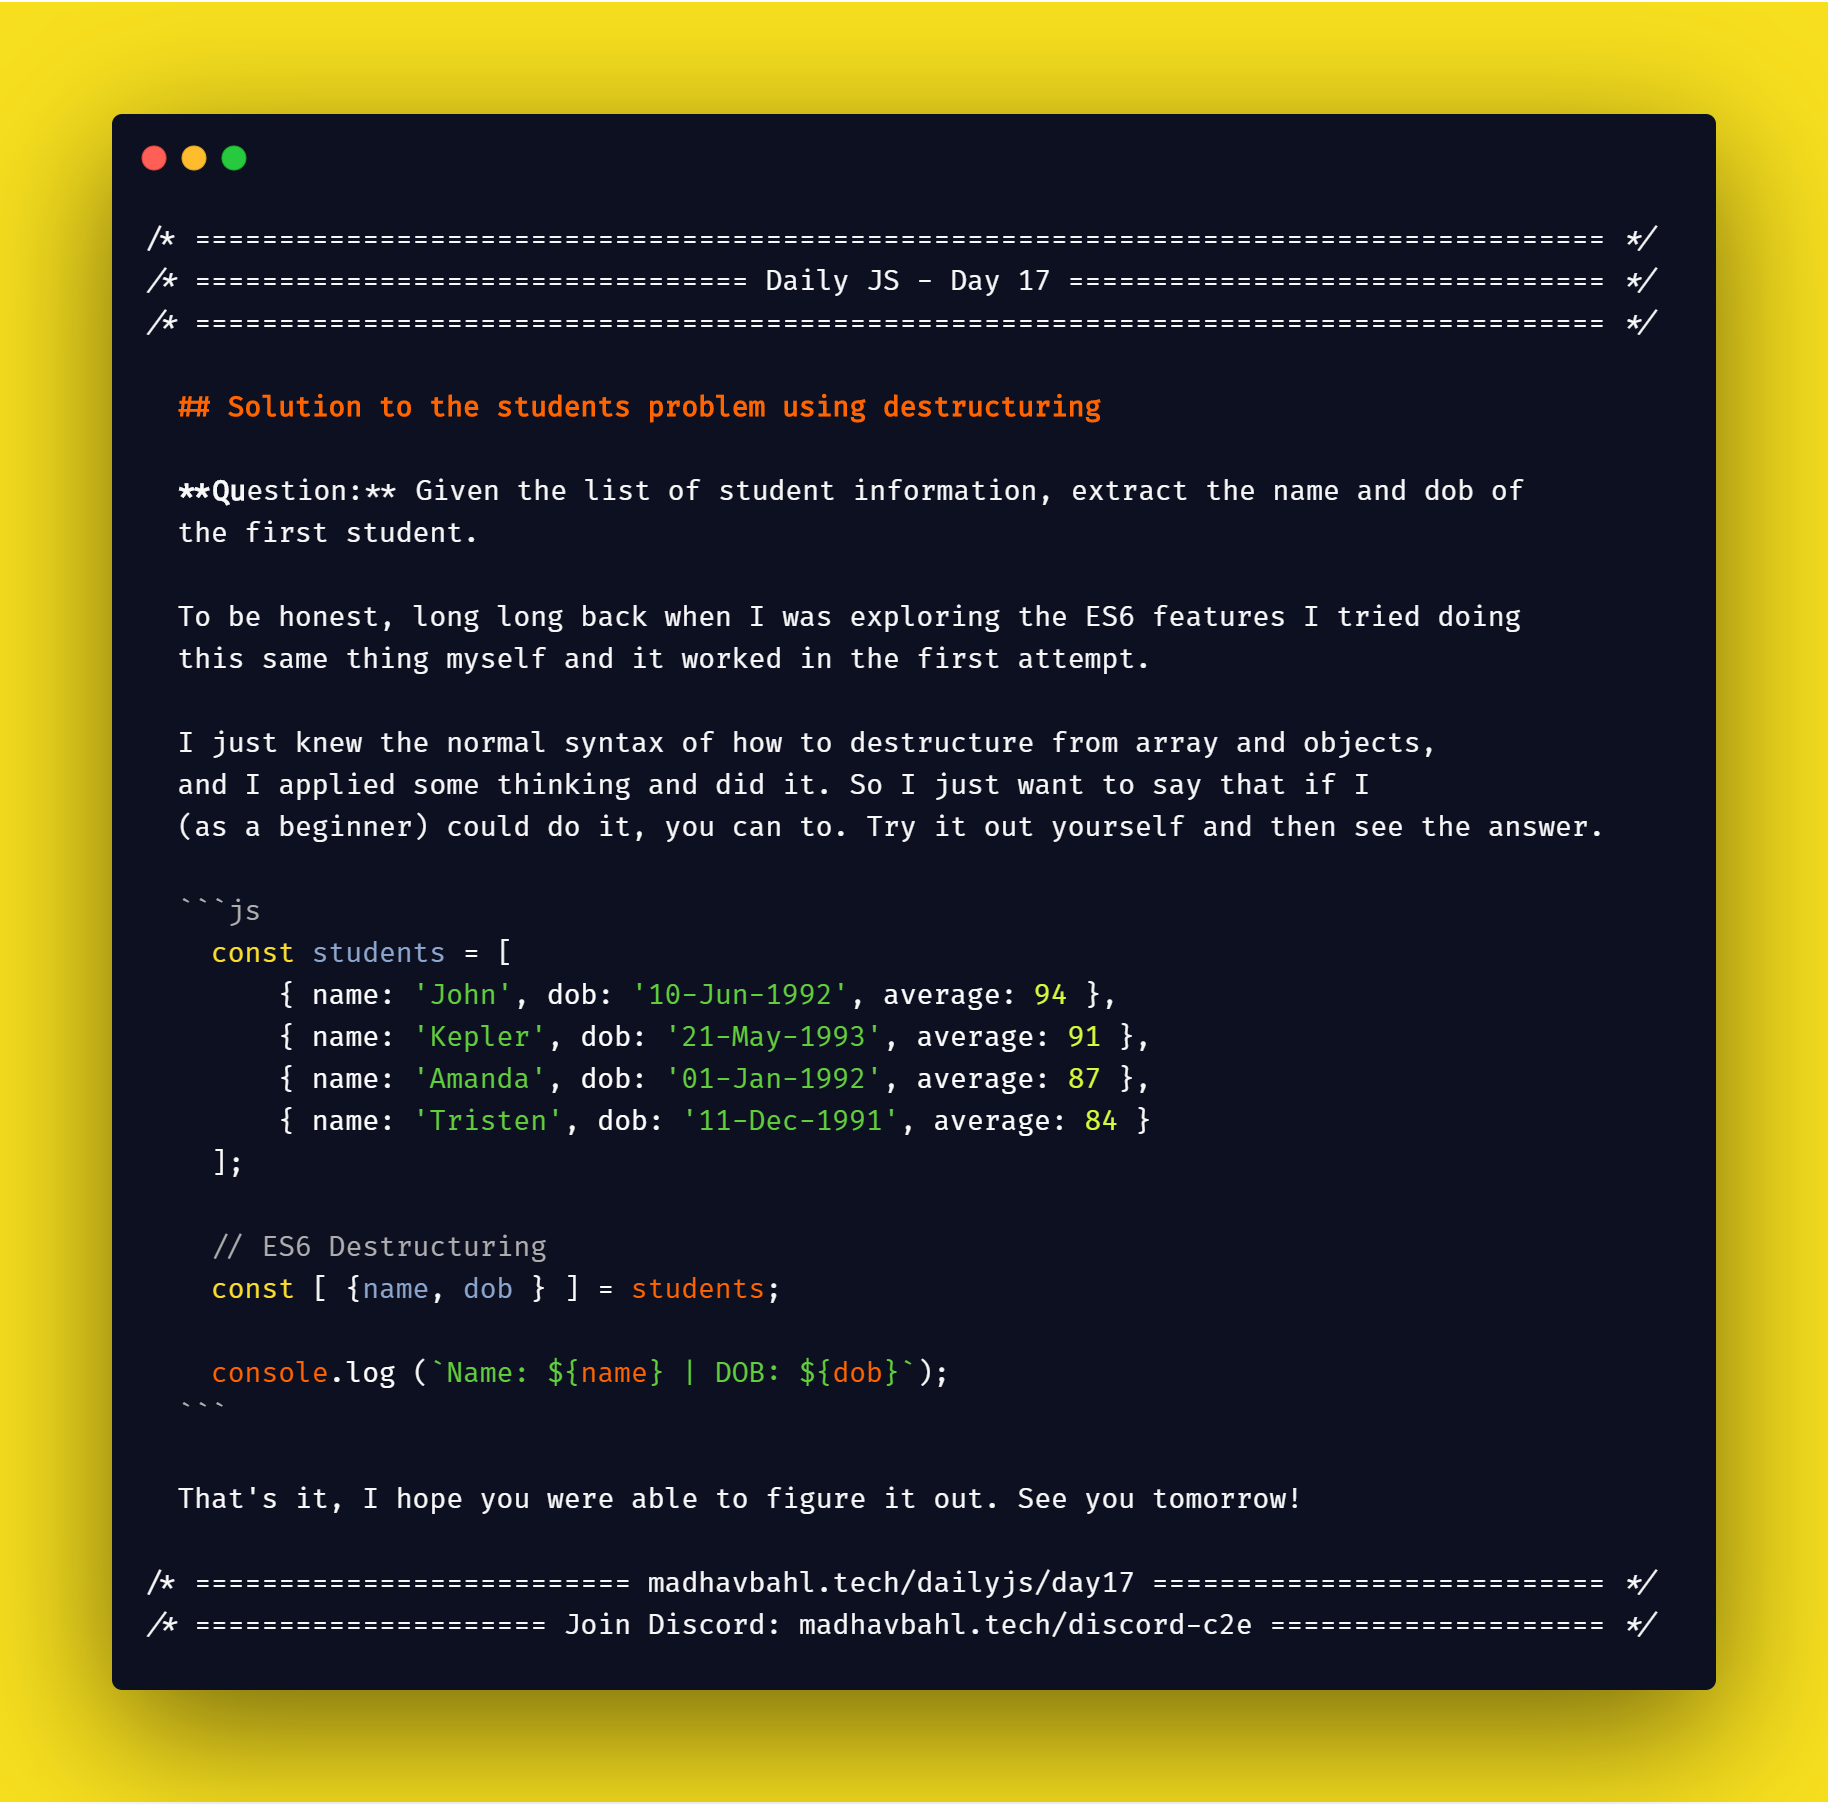 /* ==================================================================================== */
/* ================================= Daily JS - Day 17 ================================ */
/* ==================================================================================== */
## Solution to the students problem using destructuring
**Question:** Given the list of student information, extract the name and dob of
the first student.
To be honest, long long back when I was exploring the ES6 features I tried doing
this same thing myself and it worked in the first attempt.
I just knew the normal syntax of how to destructure from array and objects,
and I applied some thinking and did it. So I just want to say that if I
(as a beginner) could do it, you can to. Try it out yourself and then see the answer.
```js
const students = [
{ name: 'John', dob: '10-Jun-1992', average: 94 },
{ name: 'Kepler', dob: '21-May-1993', average: 91 },
{ name: 'Amanda', dob: '01-Jan-1992', average: 87 },
{ name: 'Tristen', dob: '11-Dec-1991', average: 84 }
];
// ES6 Destructuring
const [ {name, dob } ] = students;
console.log (`Name: ${name} | DOB: ${dob}`);
```
That's it, I hope you were able to figure it out. See you tomorrow!
/* ========================== madhavbahl.tech/dailyjs/day17 =========================== */
/* ===================== Join Discord: madhavbahl.tech/discord-c2e ==================== */